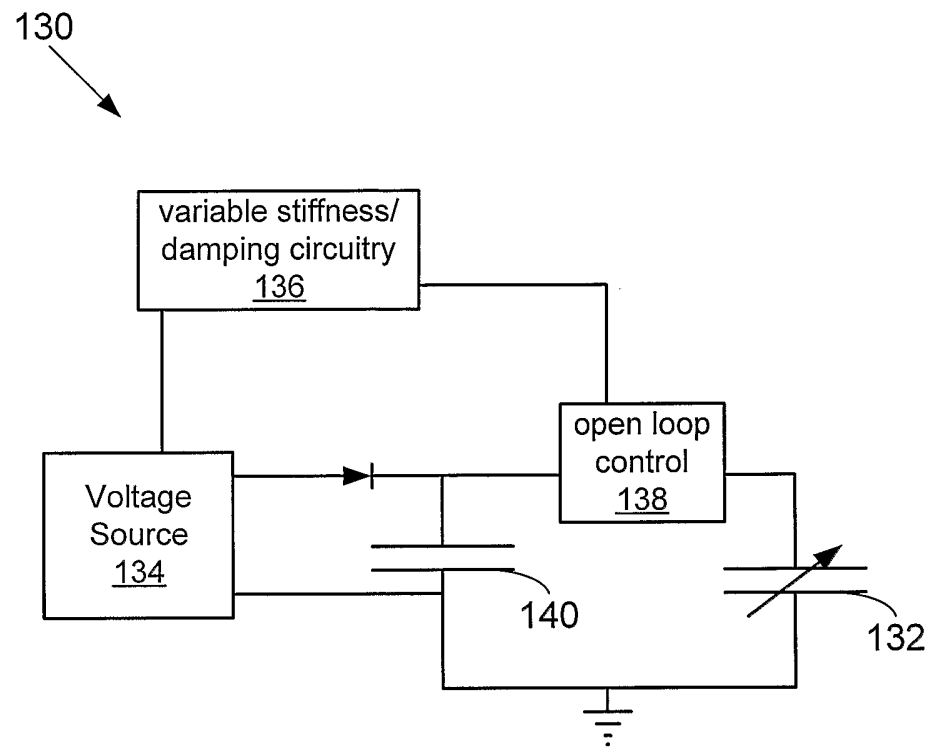 130
variable stiffness/
damping circuitry
136
open loop
control
138
Voltage
Source
134
140
132